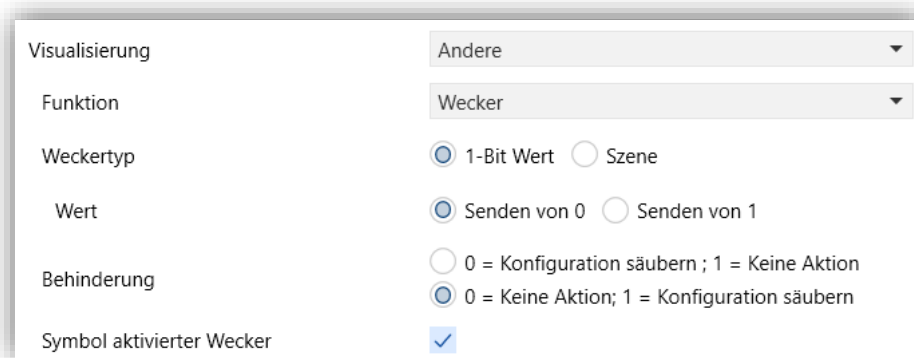 Visualisierung Andere
Funktion Wecker
Weckertyp 1-Bit Wert Szene
Wert Senden von 0 Senden von 1
Behinderung 0 = Konfiguration säubern ; 1 = Keine Aktion
0 = Keine Aktion; 1 = Konfiguration säubern
Symbol aktivierter Wecker